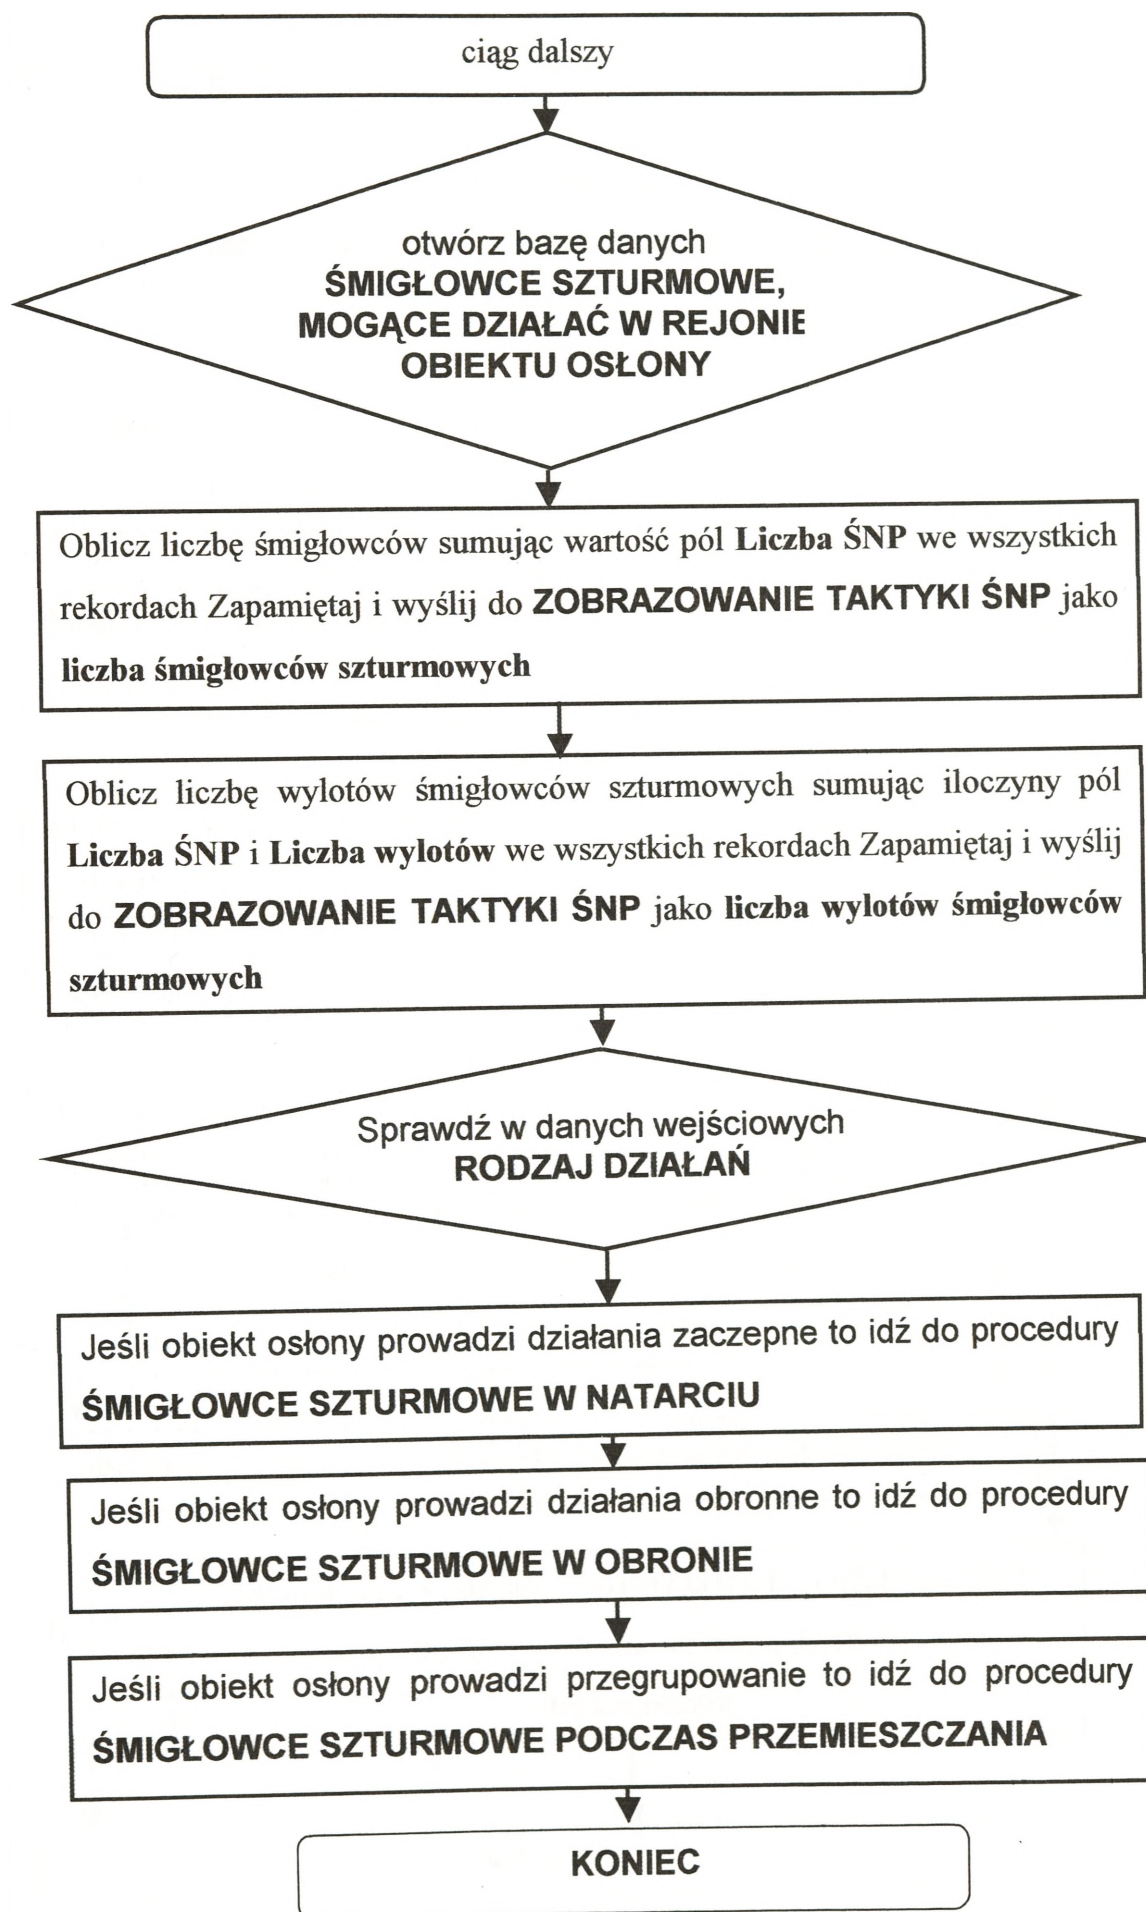 ciąg dalszy
otwórz bazę danych
ŚMIGŁOWCE SZTURMOWE,
MOGĄCE DZIAŁAĆ W REJONIE
OBIEKTU OSŁONY
Oblicz liczbę śmigłowców sumując wartość pól Liczba ŚNP we wszystkich
rekordach Zapamiętaj i wyślij do ZOBRAZOWANIE TAKTYKI ŚNP jako
liczba śmigłowców szturmowych
Oblicz liczbę wylotów śmigłowców szturmowych sumując iloczyny pól
Liczba ŚNP i Liczba wylotów we wszystkich rekordach Zapamiętaj i wyślij
do ZOBRAZOWANIE TAKTYKI ŚNP jako liczba wylotów śmigłowców
szturmowych
Sprawdź w danych wejściowych
RODZAJ DZIAŁAŃ
Jeśli obiekt osłony prowadzi działania zaczepne to idź do procedury
ŚMIGŁOWCE SZTURMOWE W NATARCIU
Jeśli obiekt osłony prowadzi działania obronne to idź do procedury
ŚMIGŁOWCE SZTURMOWE W OBRONIE
Jeśli obiekt osłony prowadzi przegrupowanie to idź do procedury
ŚMIGŁOWCE SZTURMOWE PODCZAS PRZEMIESZCZANIA
KONIEC